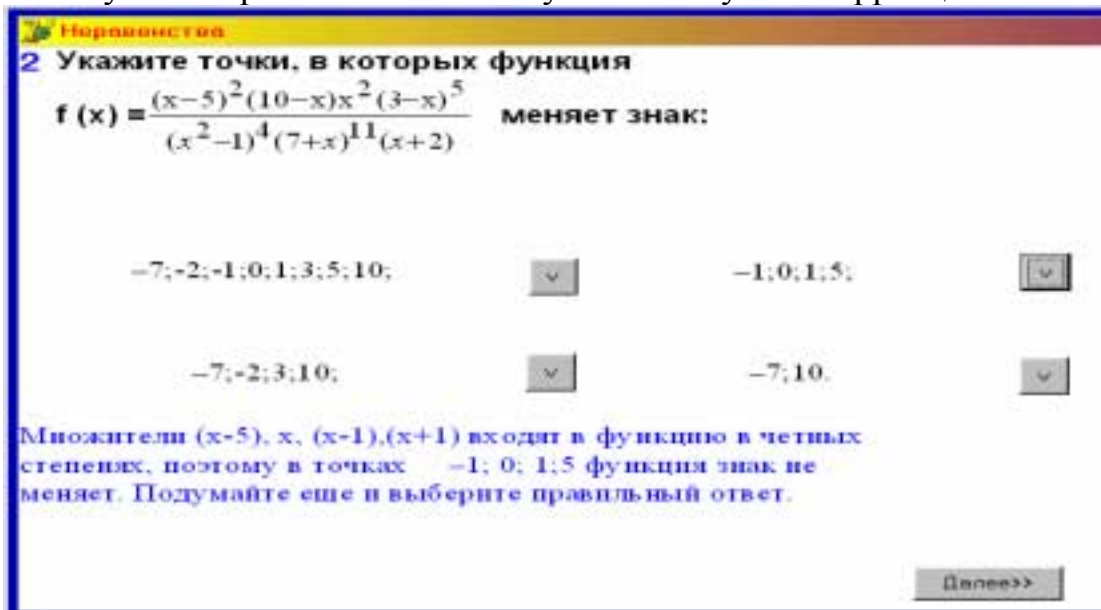 Неравенства
2 Укажите точки, в которых функция
f (x) = (x−5)^2(10−x)x^2(3−x)^5 / (x^2−1)^4(7+x)^11(x+2) меняет знак:
−7;-2;-1;0;1;3;5;10; −1;0;1;5;
−7;-2;3;10; −7;10.
Множители (x-5), x, (x-1),(x+1) входят в функцию в четных
степенях, поэтому в точках −1; 0; 1;5 функция знак не
меняет. Подумайте еще и выберите правильный ответ.
Далее>>